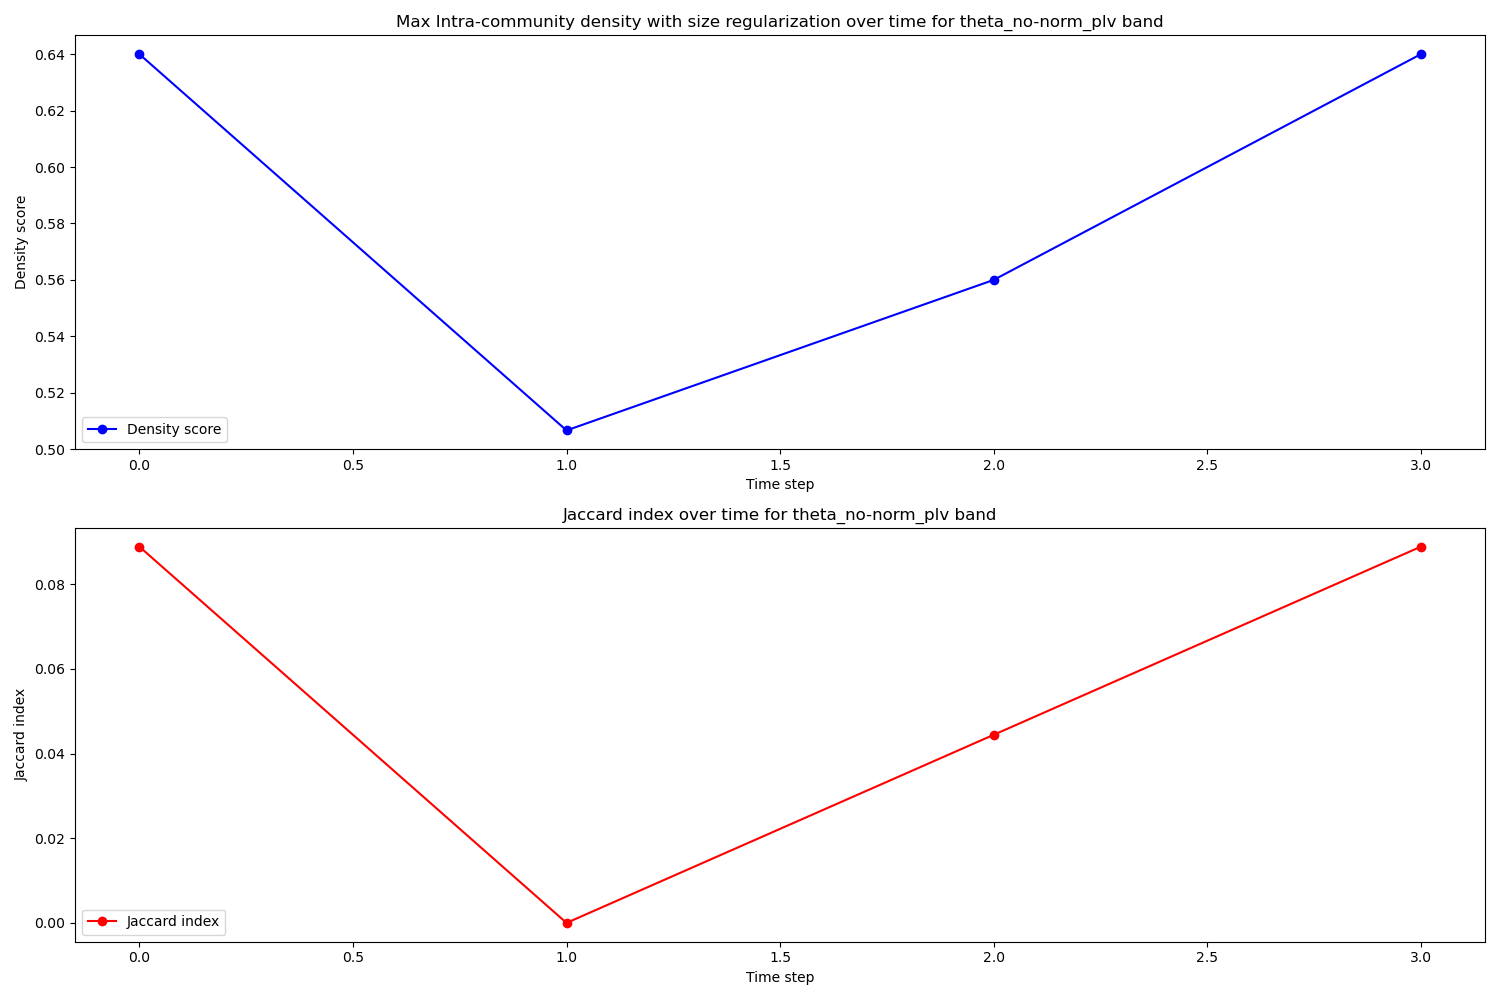 Max Intra-community density with size regularization over time for theta_no-norm_plv band
Density score
0.64
0.62
0.60
0.58
0.56
0.54
0.52
0.50
Density score
0.0 0.5 1.0 1.5 2.0 2.5 3.0
Time step
Jaccard index over time for theta_no-norm_plv band
Jaccard index
0.08
0.06
0.04
0.02
0.00
Jaccard index
0.0 0.5 1.0 1.5 2.0 2.5 3.0
Time step